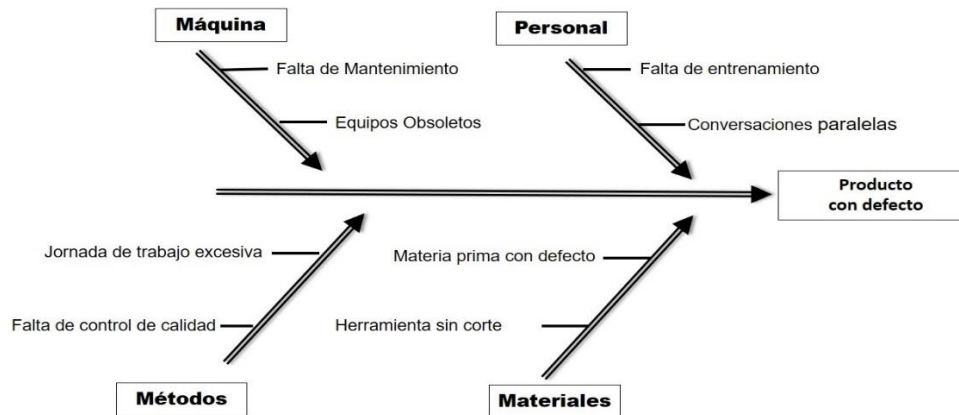 Máquina
Personal
Falta de Mantenimiento
Falta de entrenamiento
Equipos Obsoletos
Conversaciones paralelas
Producto
con defecto
Jornada de trabajo excesiva
Materia prima con defecto
Falta de control de calidad
Herramienta sin corte
Métodos
Materiales